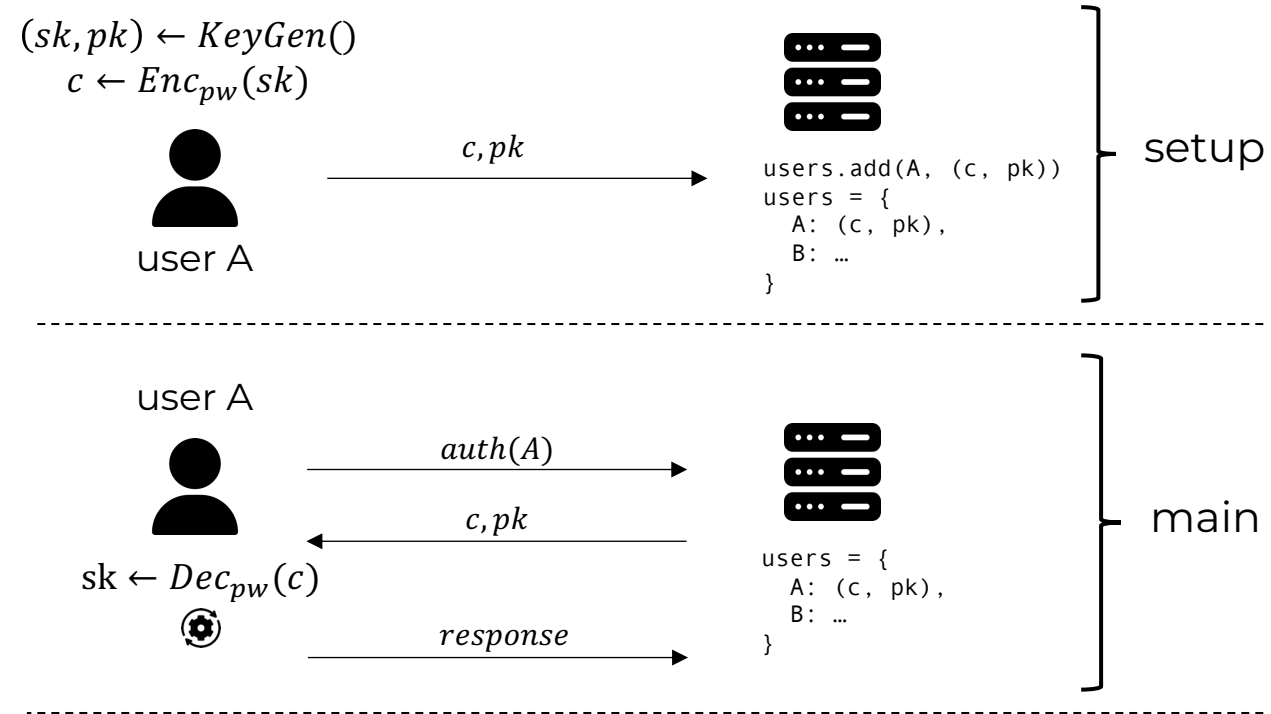 (sk, pk) ← KeyGen()
c ← Enc_pw(sk)
user A
c, pk
users.add(A, (c, pk))
users = {
  A: (c, pk),
  B: …
}
setup
user A
auth(A)
c, pk
sk ← Dec_pw(c)
response
users = {
  A: (c, pk),
  B: …
}
main